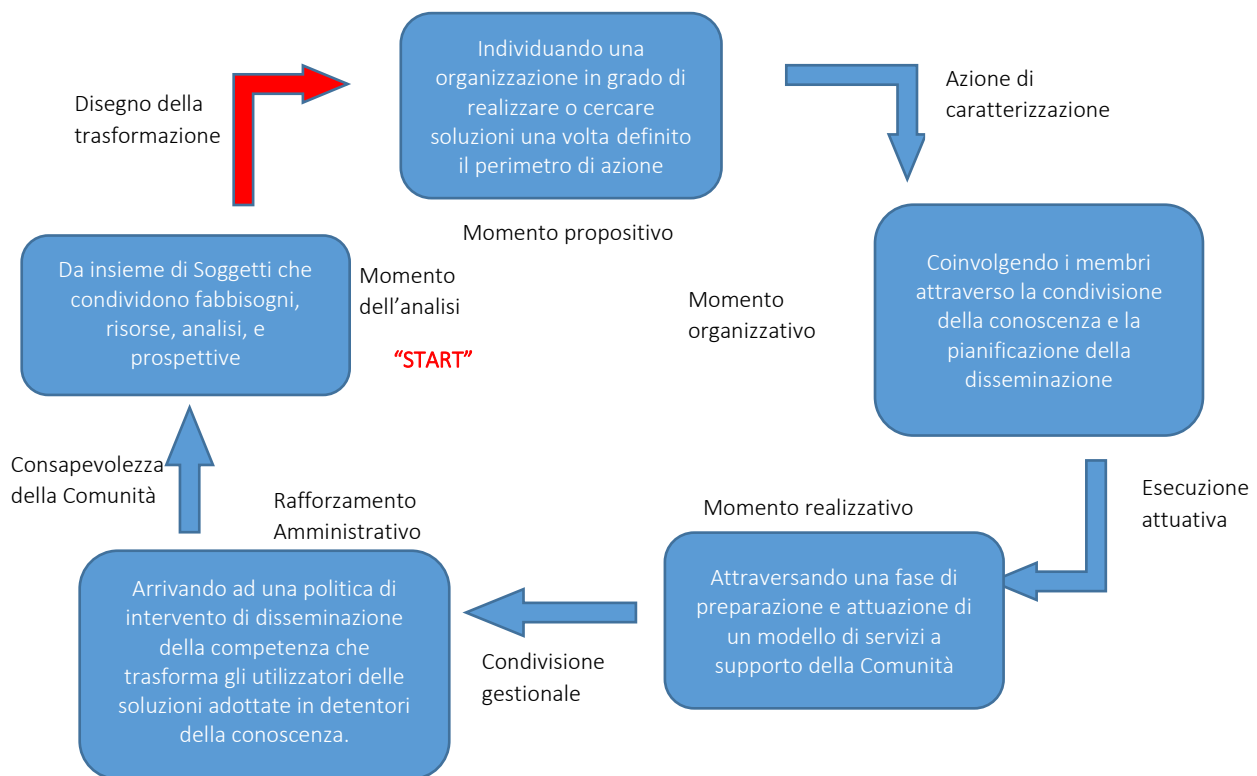 Individuando una
organizzazione in grado di
realizzare o cercare
soluzioni una volta definito
il perimetro di azione
Disegno della
trasformazione
Azione di
caratterizzazione
Momento propositivo
Da insieme di Soggetti che
condividono fabbisogni,
risorse, analisi, e
prospettive
Momento
dell’analisi
“START”
Momento
organizzativo
Coinvolgendo i membri
attraverso la condivisione
della conoscenza e la
pianificazione della
disseminazione
Consapevolezza
della Comunità
Rafforzamento
Amministrativo
Momento realizzativo
Esecuzione
attuativa
Arrivando ad una politica di
intervento di disseminazione
della competenza che
trasforma gli utilizzatori delle
soluzioni adottate in detentori
della conoscenza.
Condivisione
gestionale
Attraversando una fase di
preparazione e attuazione di
un modello di servizi a
supporto della Comunità